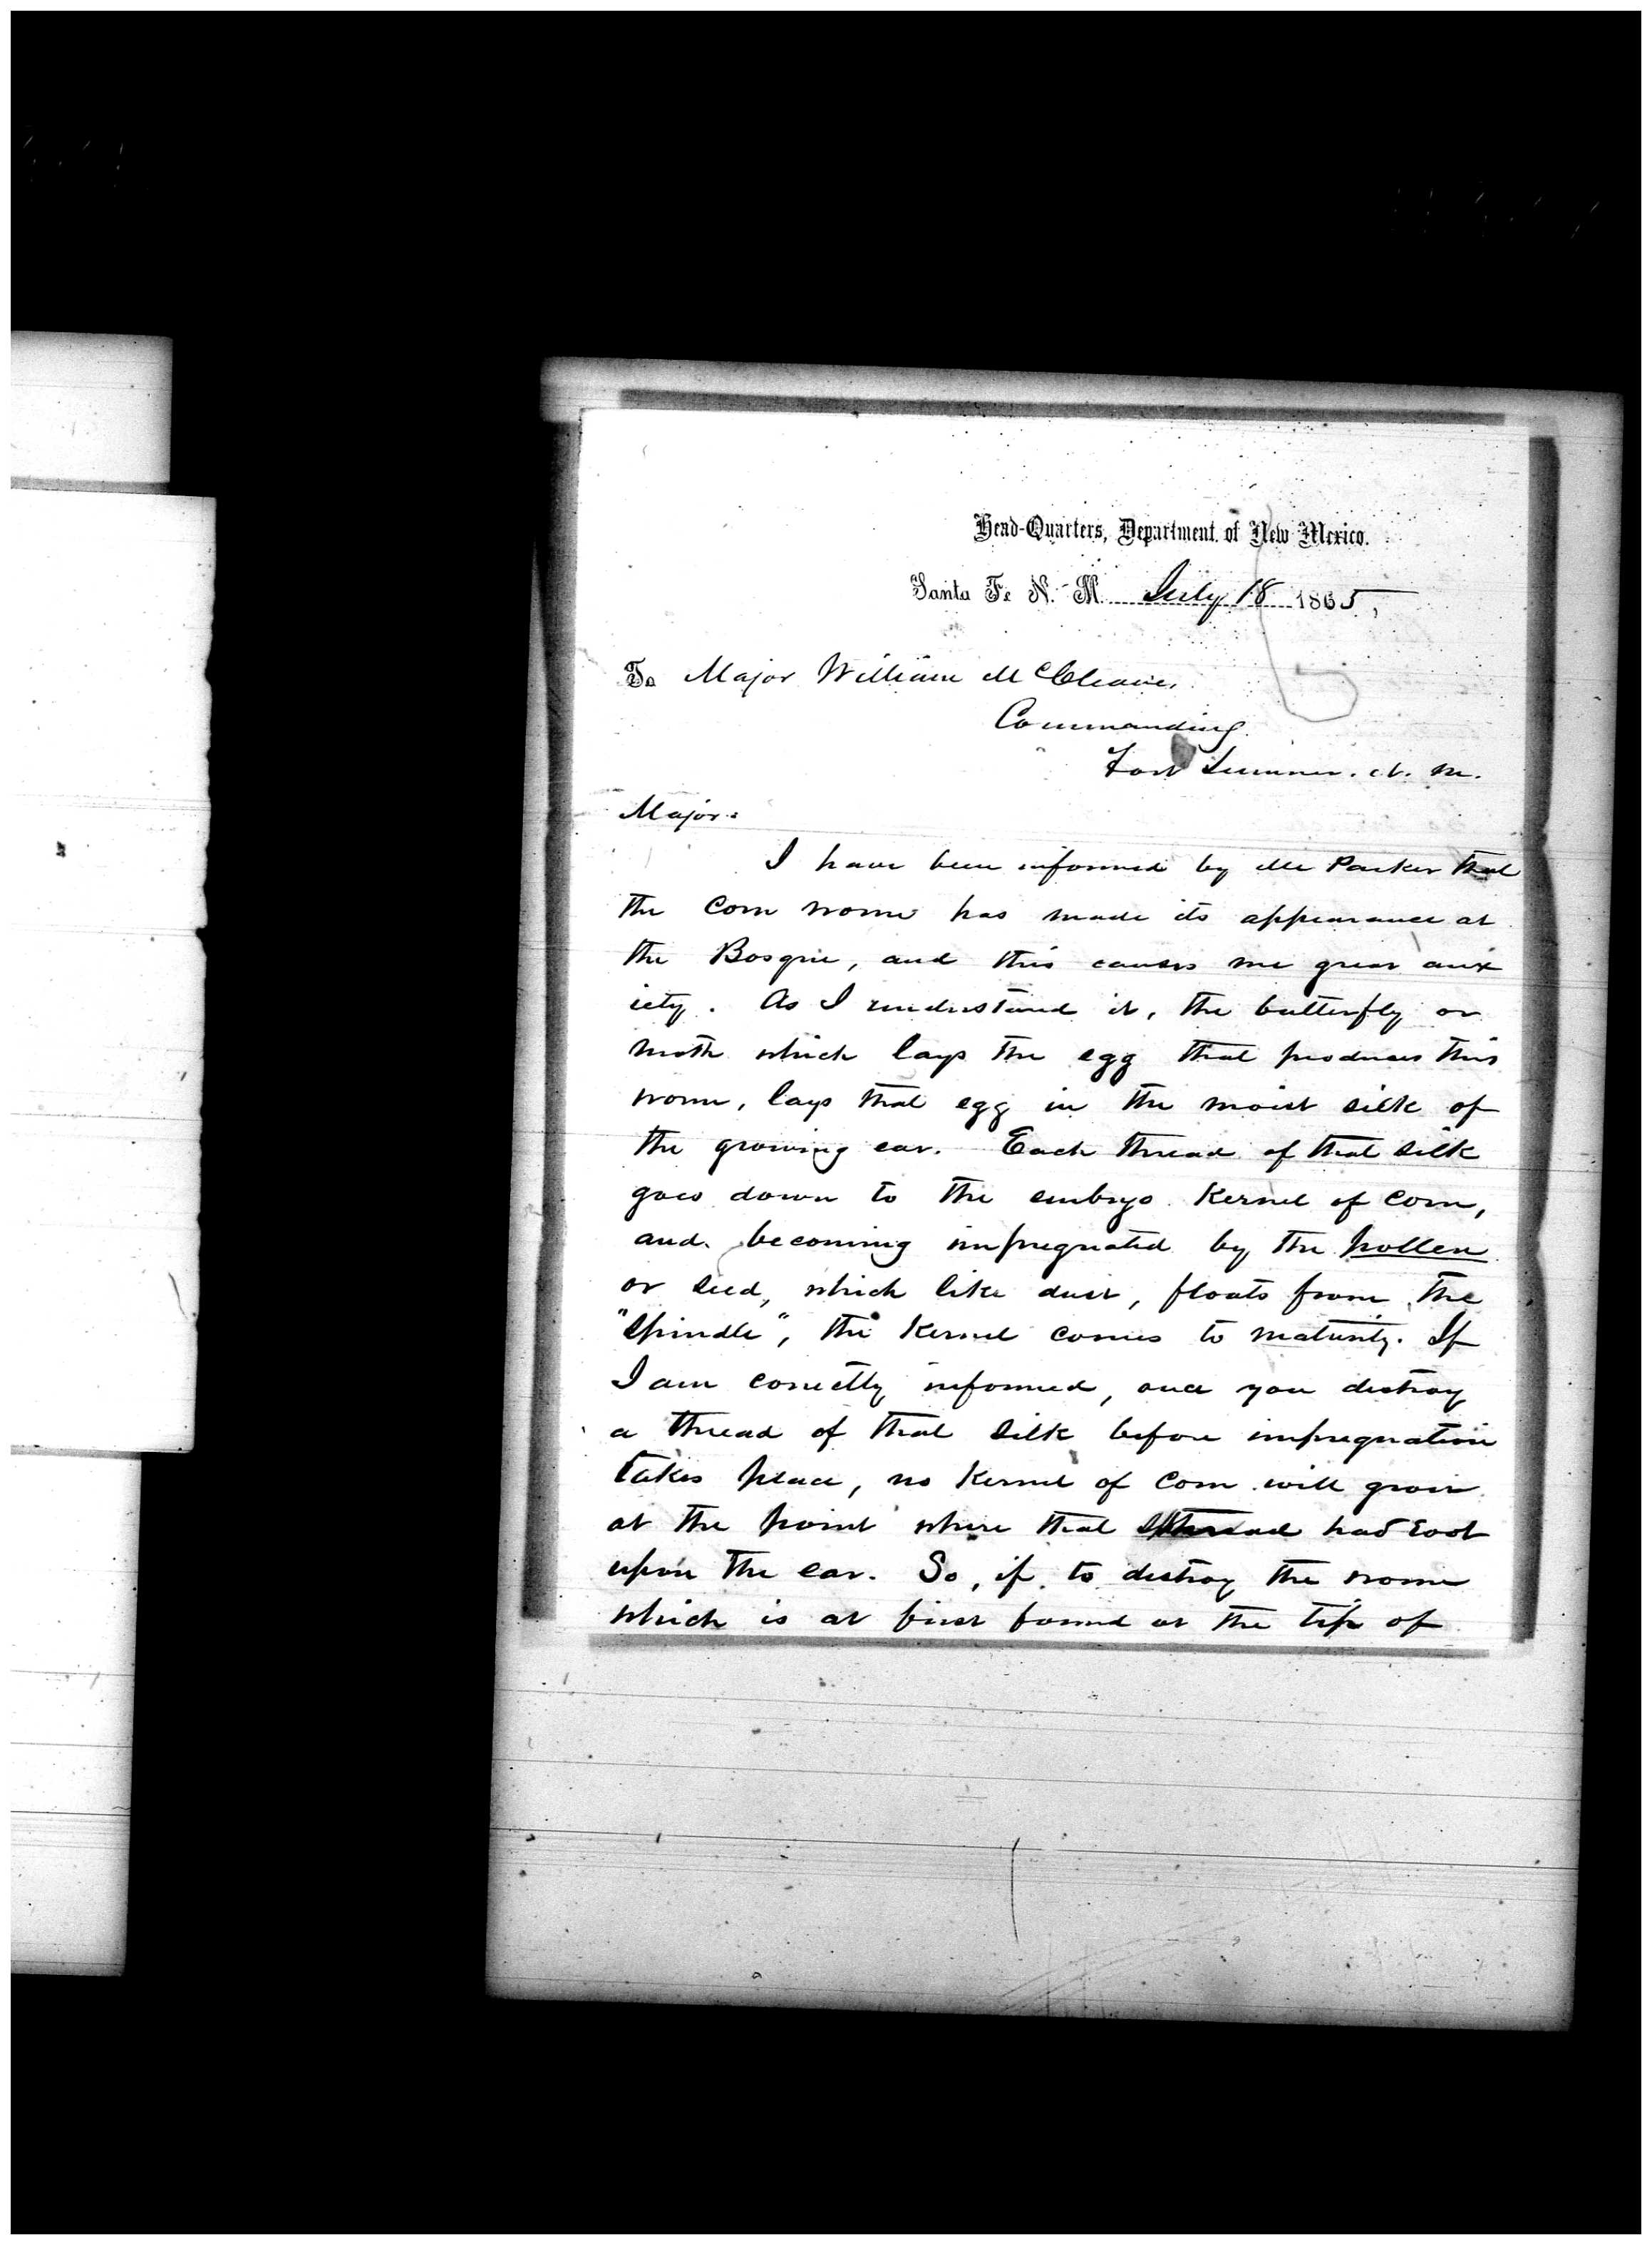 Head-Quarters, Department of New Mexico.
Santa Fe N. M. July 18 1865,
To Major William McCleave,
Commanding
Fort Sumner. N. M.
Major:
I have been informed by Mr Parker that
the corn worm has made its appearance at
the Bosque, and this causes me great anx
iety. As I understand it, the butterfly or
moth which lays the egg that produces this
worm, lays that egg in the moist silk of
the growing ear. Each thread of that silk
goes down to the embryo kernel of corn,
and becoming impregnated by the pollen
or seed, which like dust, floats from the
"Spindle", the kernel comes to maturity. If
I am correctly informed, once you destroy
a thread of that silk before impregnation
takes place, no kernel of corn will grow
at the point where that thread had root
upon the ear. So, if to destroy the worm
which is at first found at the tip of